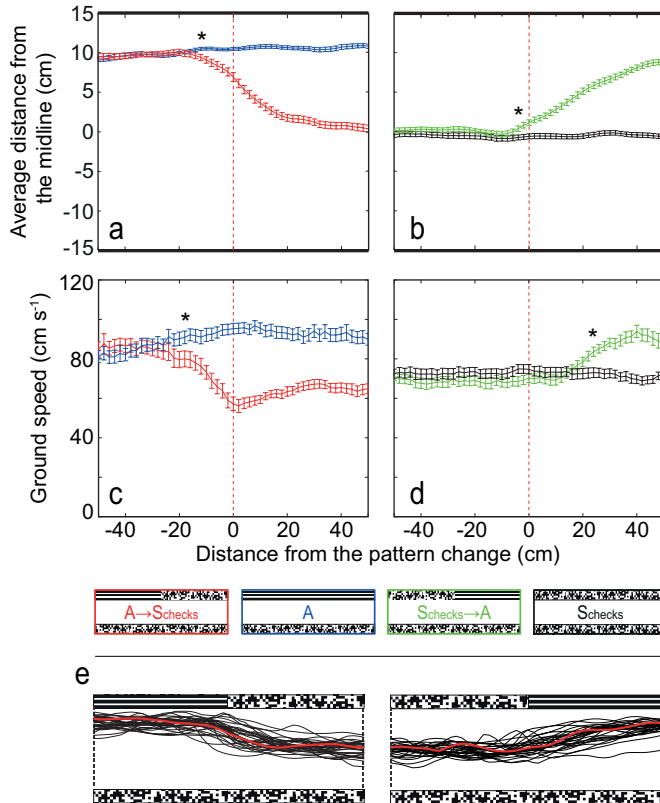 Average distance from
the midline (cm)
15
10
5
0
-5
-10
-15
*
a
*
b
Ground speed (cm s⁻¹)
120
80
40
0
*
c
*
d
-40 -20 0 20 40
-40 -20 0 20 40
Distance from the pattern change (cm)
A→Schecks
A
Schecks→A
Schecks
e